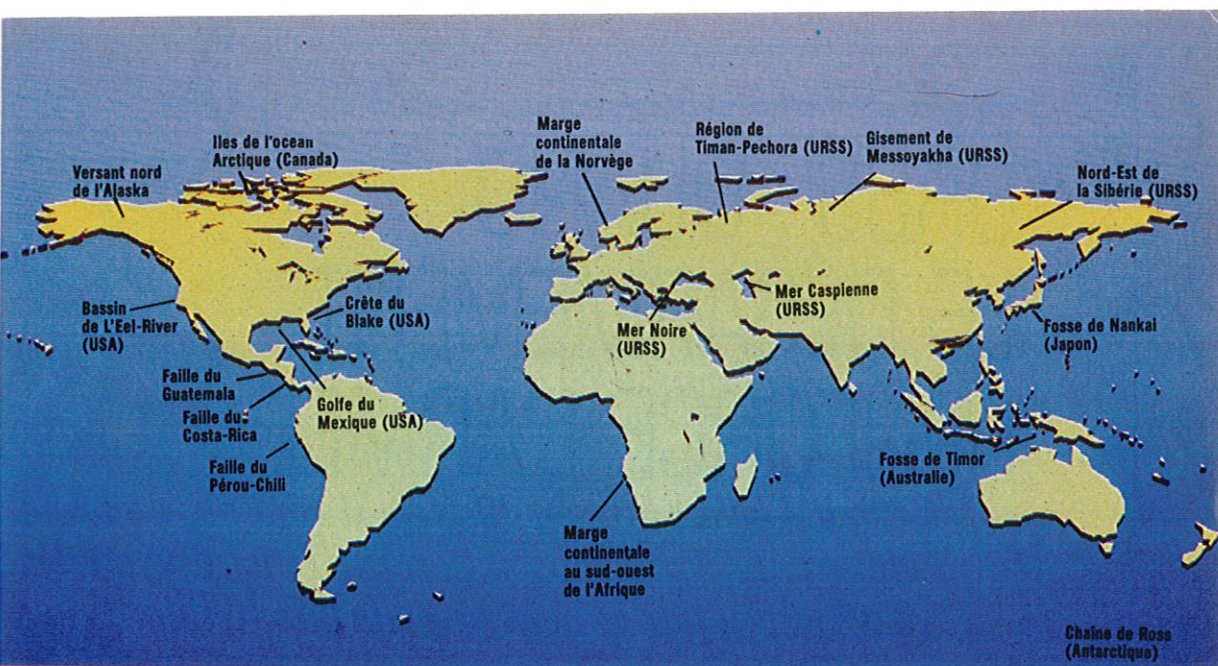 Iles de l'ocean
Arctique (Canada)
Versant nord
de l'Alaska
Marge
continentale
de la Norvège
Région de
Timan-Pechora (URSS)
Gisement de
Messoyakha (URSS)
Nord-Est de
la Sibérie (URSS)
Bassin
de L'Eel-River
(USA)
Crête du
Blake (USA)
Mer Noire
(URSS)
Mer Caspienne
(URSS)
Fosse de Nankai
(Japon)
Faille du
Guatemala
Faille du
Costa-Rica
Golfe du
Mexique (USA)
Faille du
Pérou-Chili
Fosse de Timor
(Australie)
Marge
continentale
au sud-ouest
de l'Afrique
Chaîne de Ross
(Antarctique)